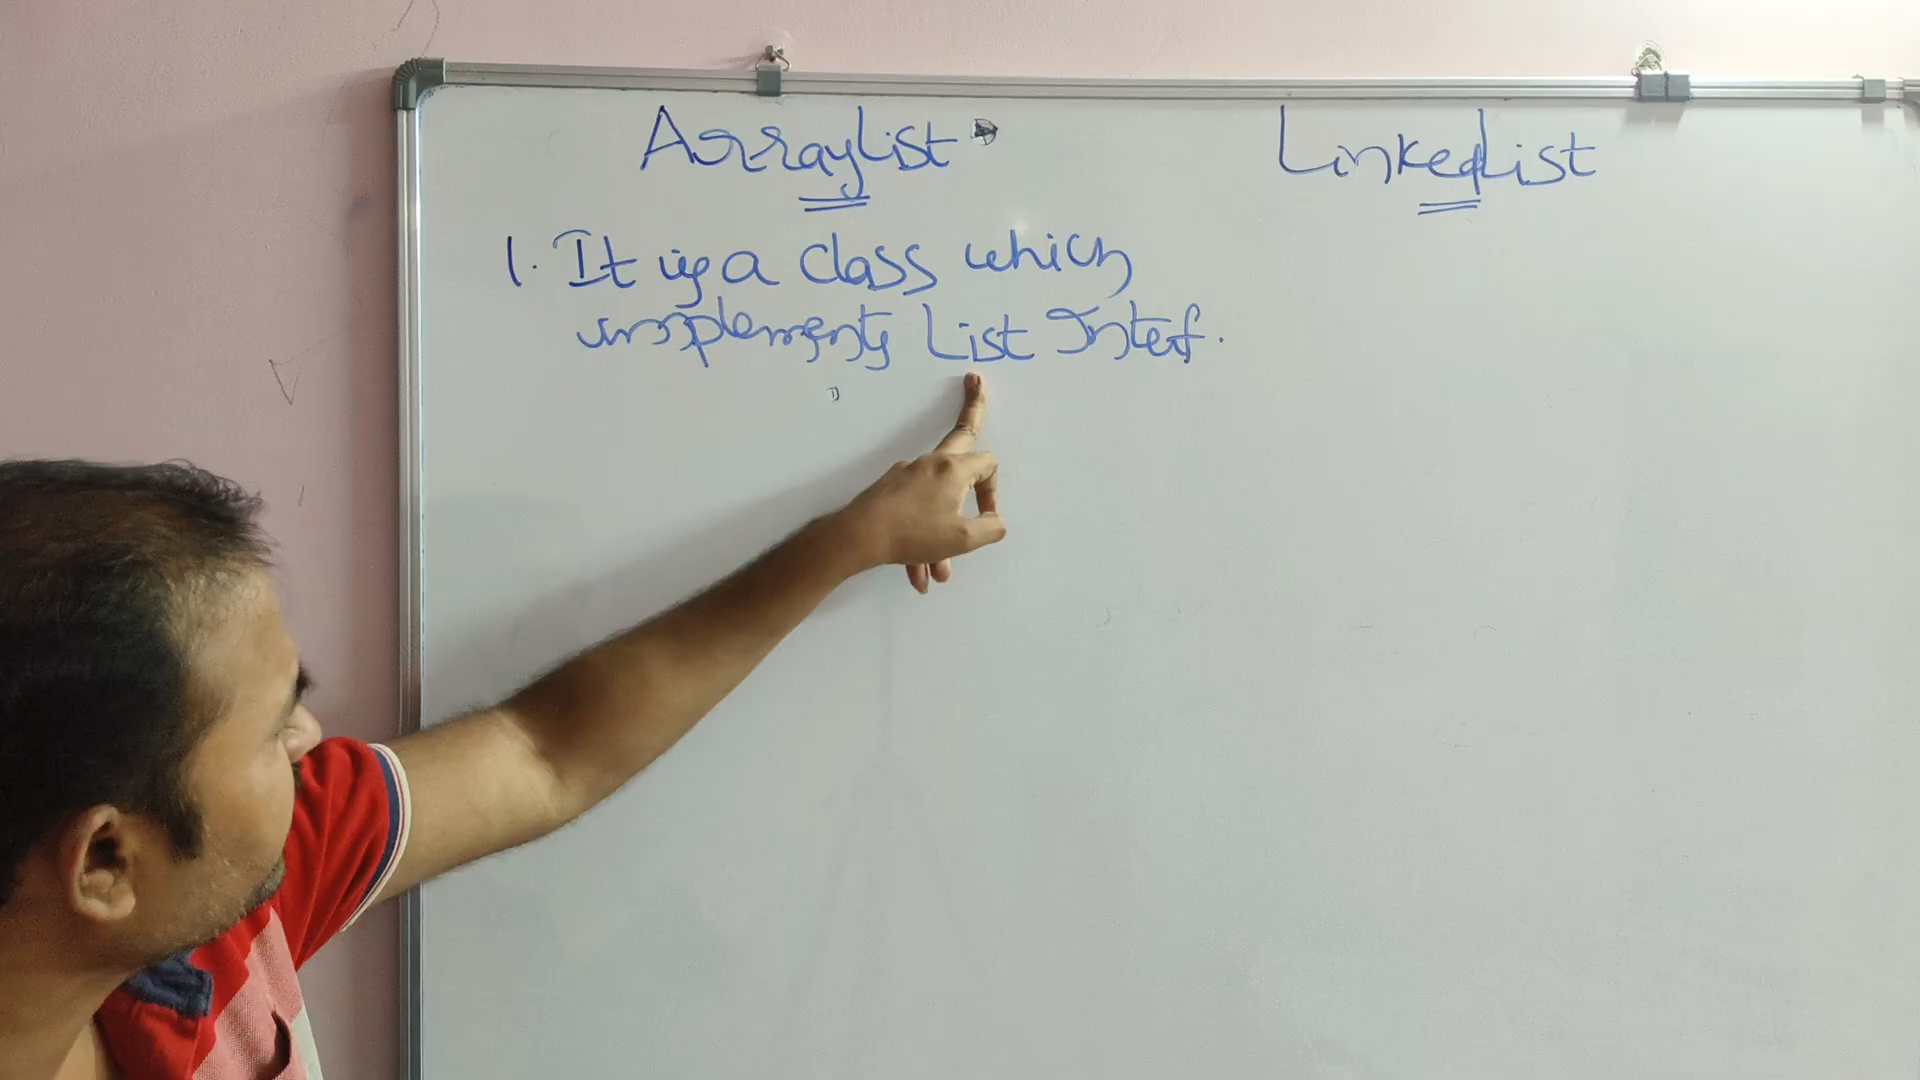 ArrayList
LinkedList
1. It is a class which
implements List Interf.